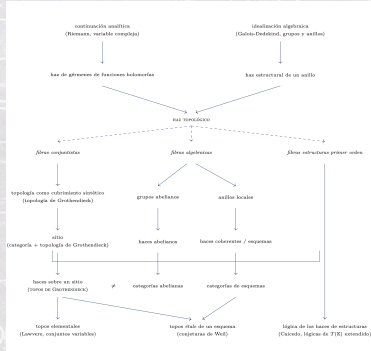 continuación analítica
(Riemann, variable compleja)
idealización algebraica
(Galois-Dedekind, grupos y anillos)
haz de gérmenes de funciones holomorfas
haz estructural de un anillo
HAZ TOPOLÓGICO
fibras conjuntistas
fibras algebraicas
fibras estructuras primer orden
topología como cubrimiento sintético
(topología de Grothendieck)
grupos abelianos
anillos locales
sitio
(categoría + topología de Grothendieck)
haces abelianos
haces coherentes / esquemas
haces sobre un sitio
(TOPOS DE GROTHENDIECK)
≠
categorías abelianas
categorías de esquemas
topos elementales
(Lawvere, conjuntos variables)
topos étale de un esquema
(conjeturas de Weil)
lógica de los haces de estructuras
(Caicedo, lógicas de T(X) extendido)